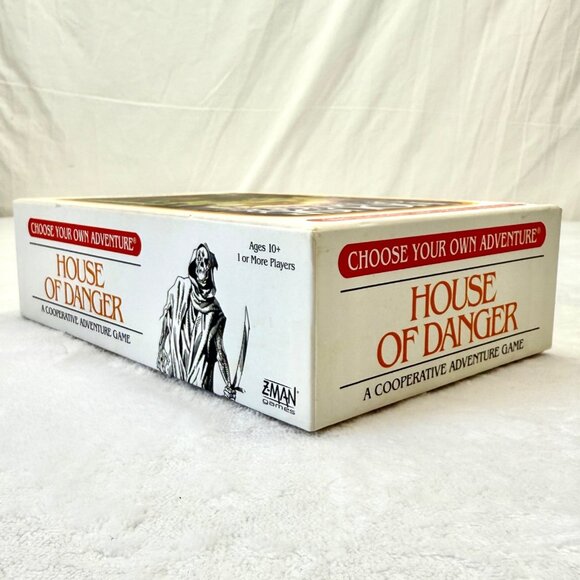 CHOOSE YOUR OWN ADVENTURE®
HOUSE
OF DANGER
A COOPERATIVE ADVENTURE GAME
Ages 10+
1 or More Players
Z-MAN
games
CHOOSE YOUR OWN ADVENTURE®
HOUSE
OF DANGER
A COOPERATIVE ADVENTURE GAME